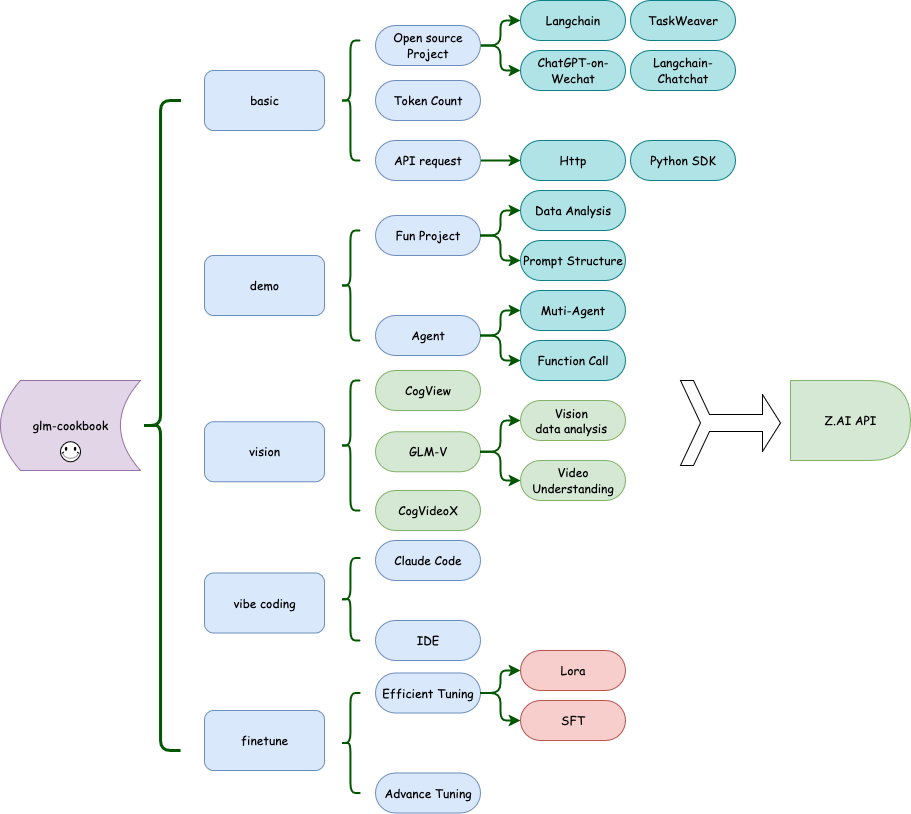 glm-cookbook
basic
Open source
Project
Langchain
TaskWeaver
ChatGPT-on-
Wechat
Langchain-
Chatchat
Token Count
API request
Http
Python SDK
demo
Fun Project
Data Analysis
Prompt Structure
Agent
Muti-Agent
Function Call
vision
CogView
GLM-V
Vision
data analysis
Video
Understanding
CogVideoX
vibe coding
Claude Code
IDE
finetune
Efficient Tuning
Lora
SFT
Advance Tuning
Z.AI API